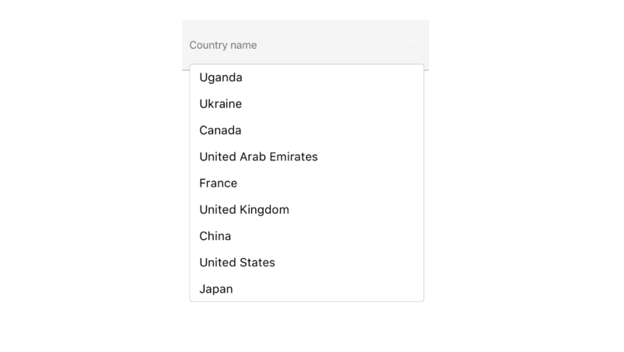 Country name
Uganda
Ukraine
Canada
United Arab Emirates
France
United Kingdom
China
United States
Japan